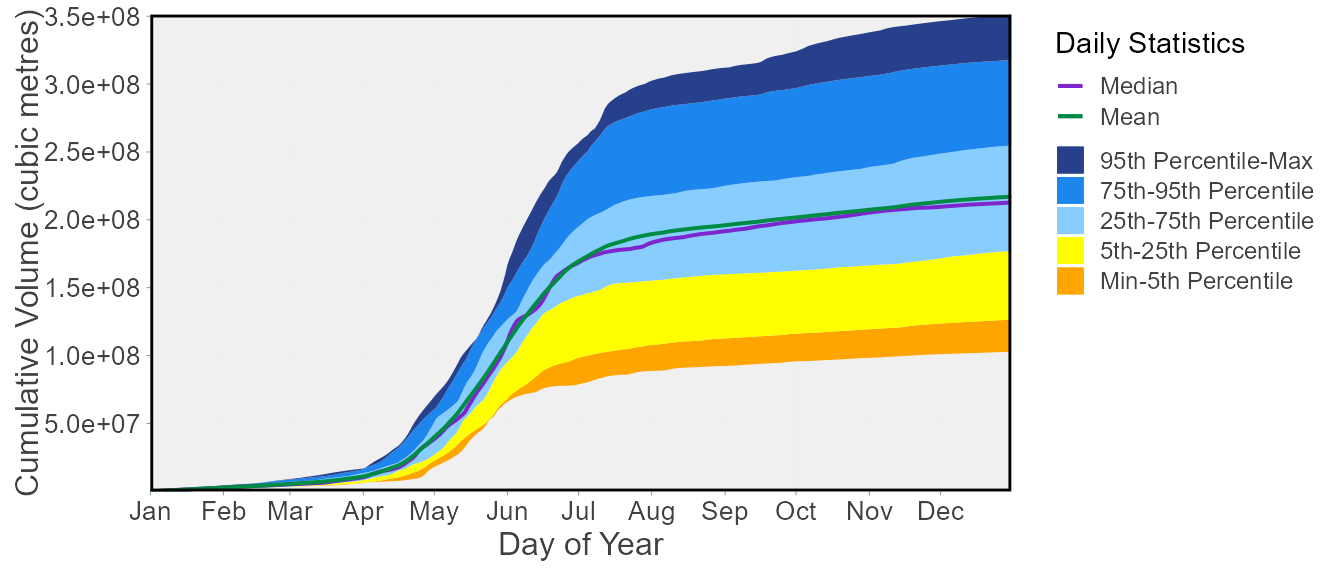 Cumulative Volume (cubic metres)
3.5e+08
3.0e+08
2.5e+08
2.0e+08
1.5e+08
1.0e+08
5.0e+07
Jan Feb Mar Apr May Jun Jul Aug Sep Oct Nov Dec
Day of Year
Daily Statistics
Median
Mean
95th Percentile-Max
75th-95th Percentile
25th-75th Percentile
5th-25th Percentile
Min-5th Percentile